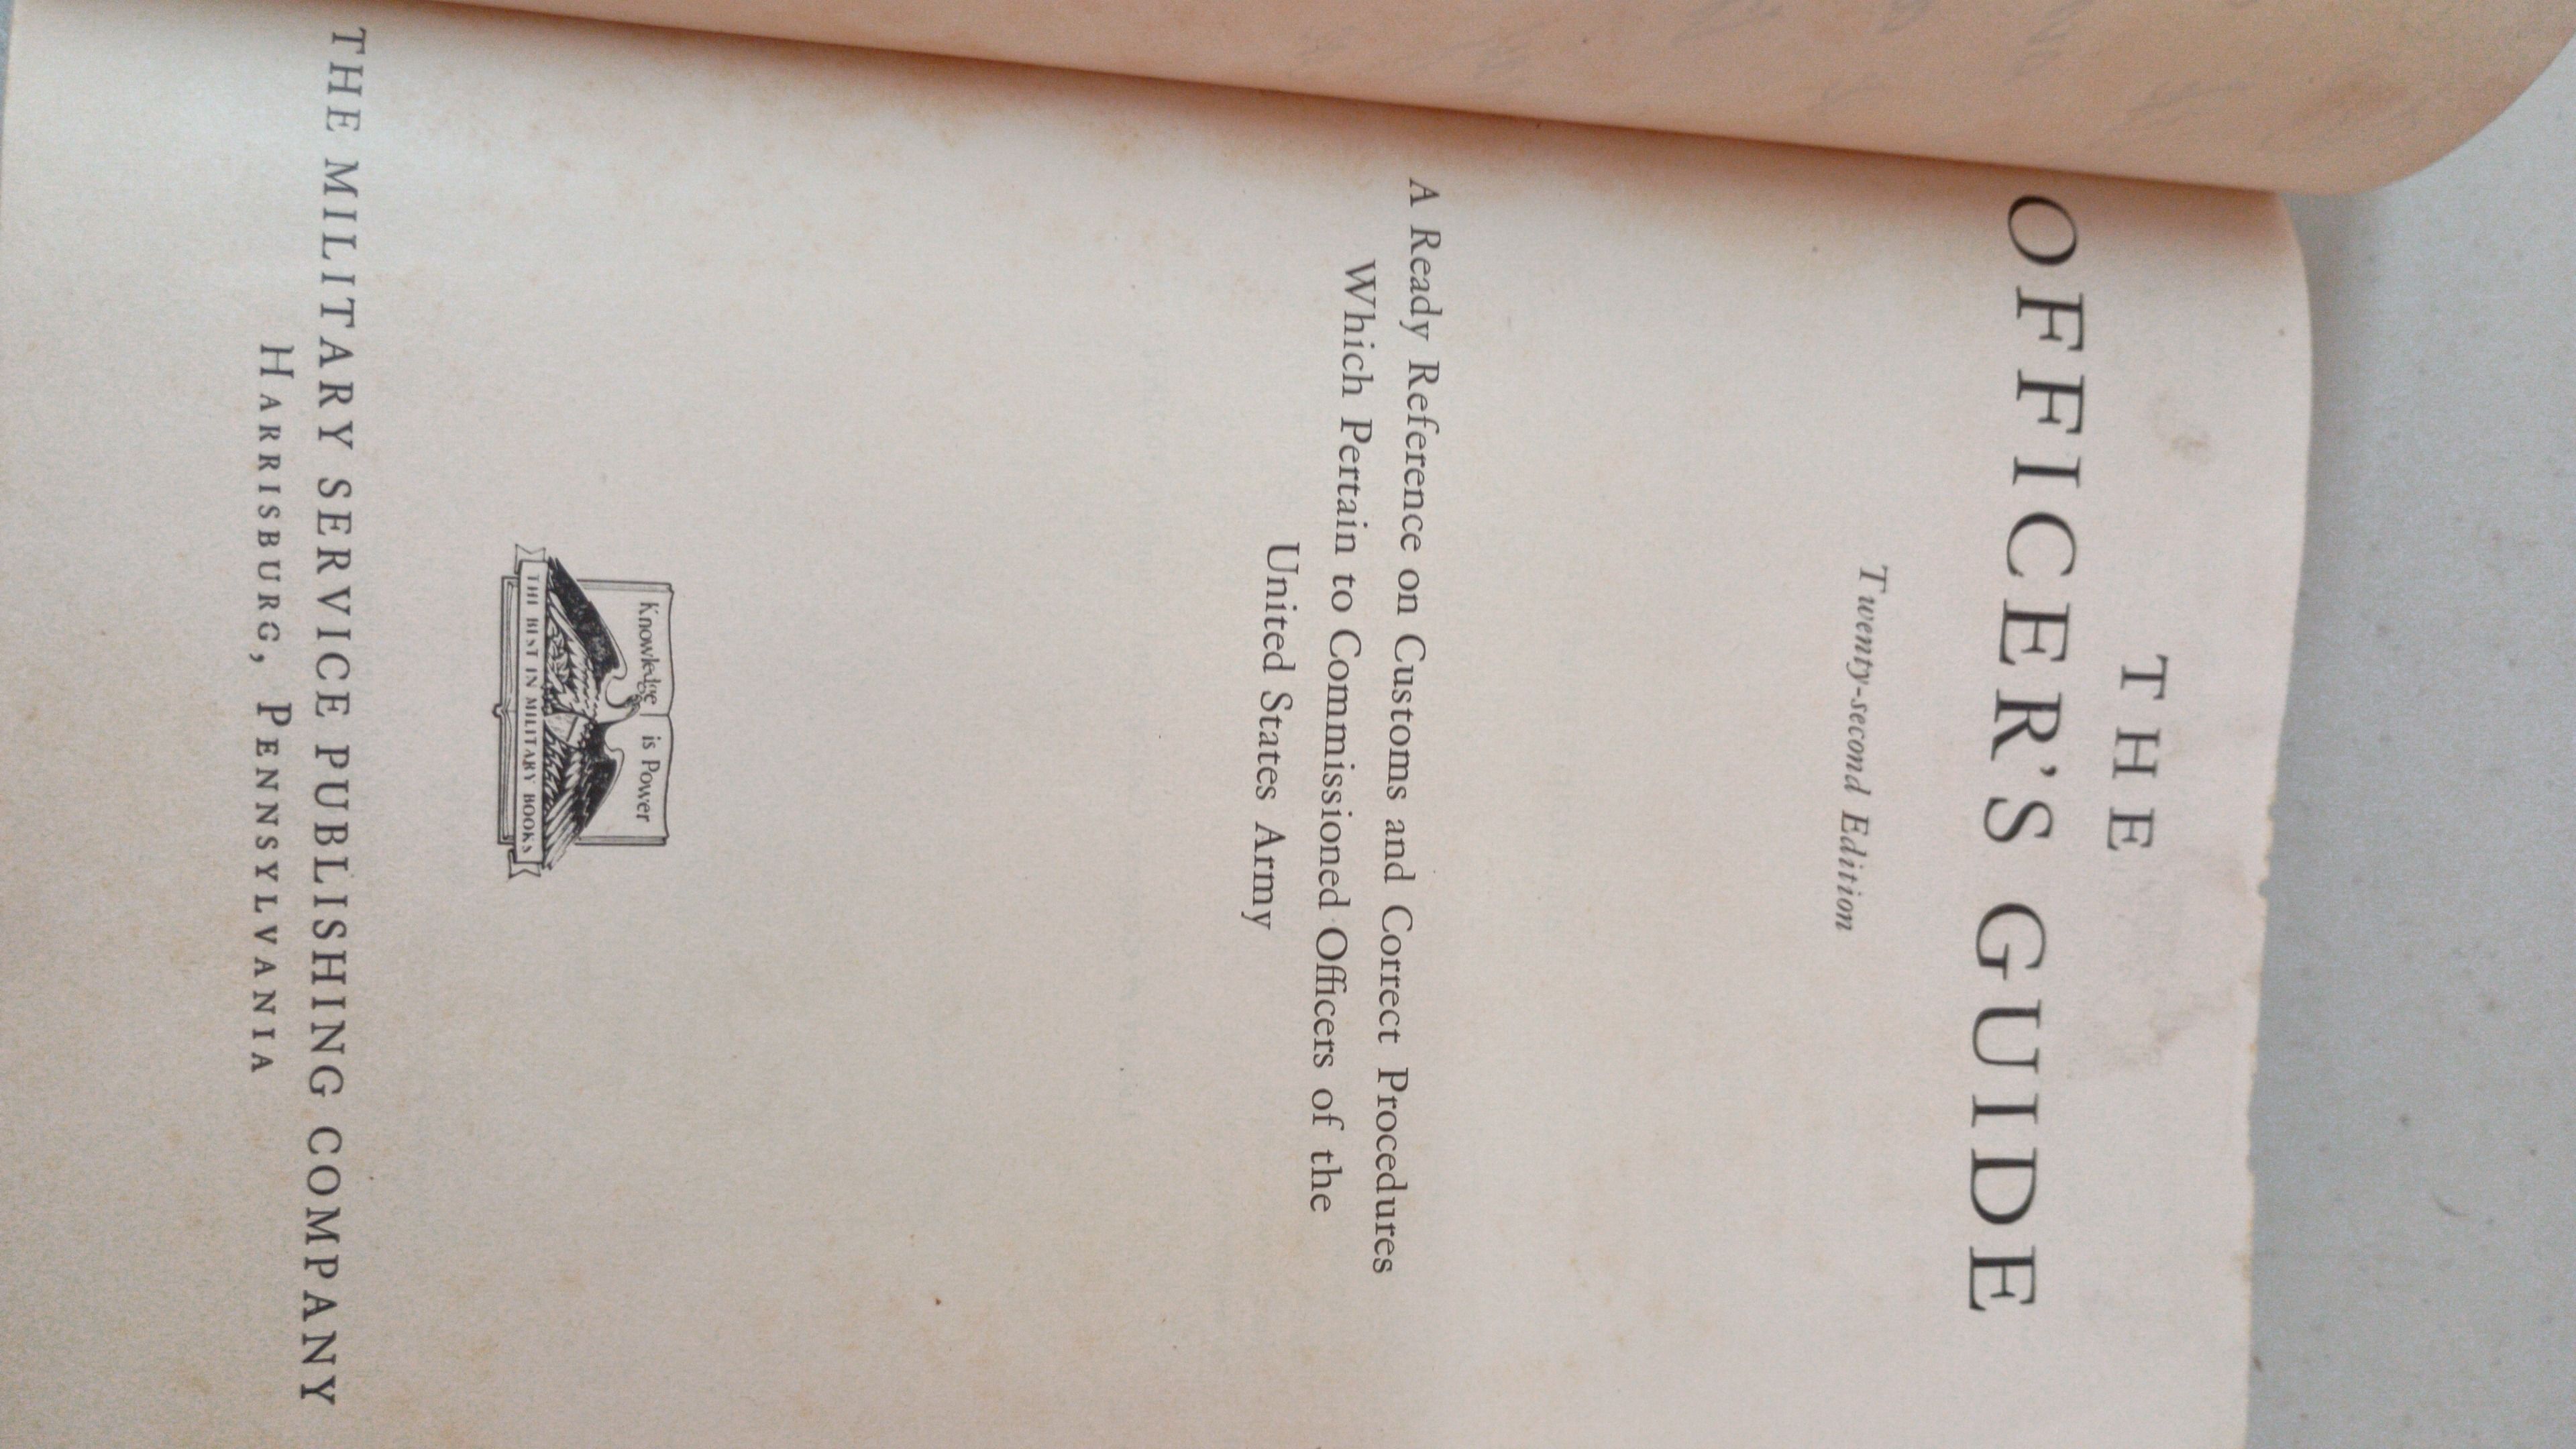 THE
OFFICER'S GUIDE
Twenty-second Edition
A Ready Reference on Customs and Correct Procedures
Which Pertain to Commissioned Officers of the
United States Army
Knowledge is Power
THE BEST IN MILITARY BOOKS
THE MILITARY SERVICE PUBLISHING COMPANY
HARRISBURG, PENNSYLVANIA